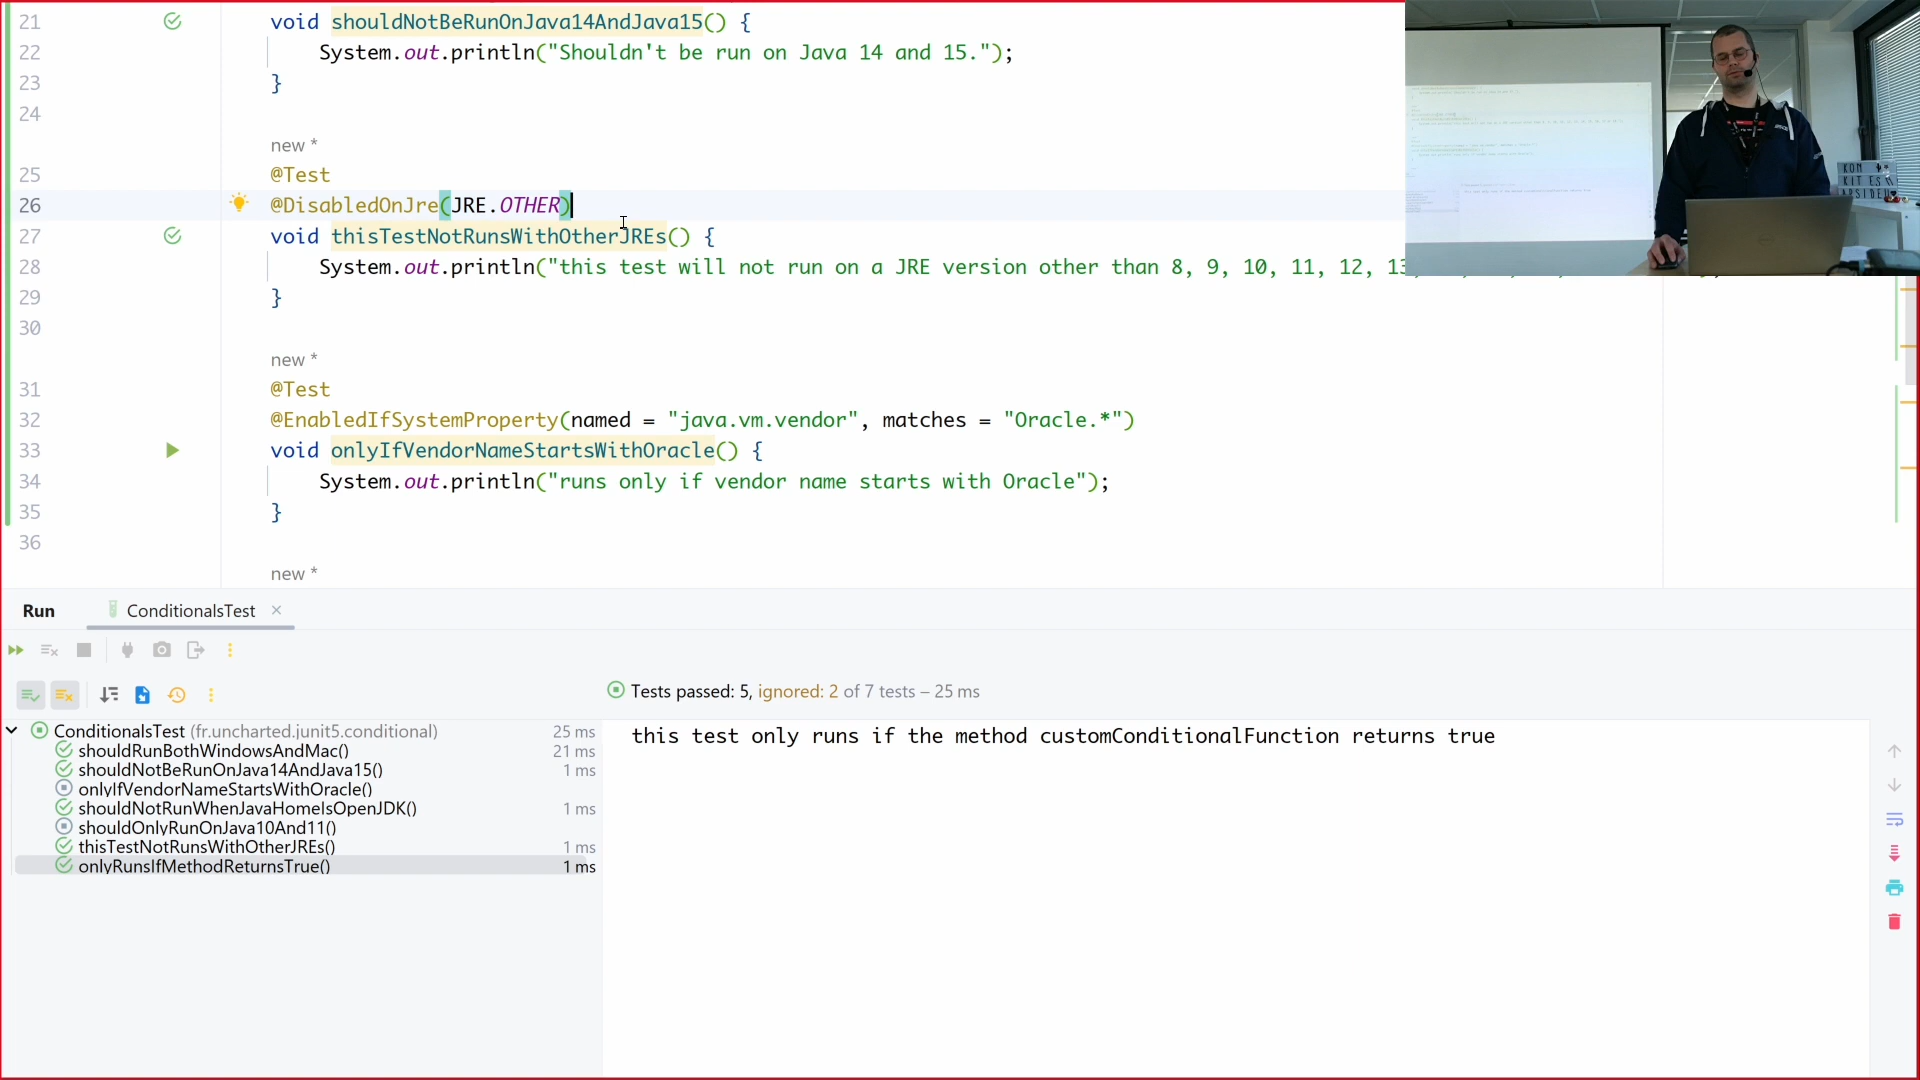 21 void shouldNotBeRunOnJava14AndJava15() {
22 System.out.println("Shouldn't be run on Java 14 and 15.");
23 }
24
new *
25 @Test
26 @DisabledOnJre(JRE.OTHER)
27 void thisTestNotRunsWithOtherJREs() {
28 System.out.println("this test will not run on a JRE version other than 8, 9, 10, 11, 12, 13
29 }
30
new *
31 @Test
32 @EnabledIfSystemProperty(named = "java.vm.vendor", matches = "Oracle.*")
33 void onlyIfVendorNameStartsWithOracle() {
34 System.out.println("runs only if vendor name starts with Oracle");
35 }
36
new *
Run ConditionalsTest
Tests passed: 5, ignored: 2 of 7 tests – 25 ms
ConditionalsTest (fr.uncharted.junit5.conditional) 25 ms
shouldRunBothWindowsAndMac() 21 ms
shouldNotBeRunOnJava14AndJava15() 1 ms
onlyIfVendorNameStartsWithOracle()
shouldNotRunWhenJavaHomeIsOpenJDK() 1 ms
shouldOnlyRunOnJava10And11()
thisTestNotRunsWithOtherJREs() 1 ms
onlyRunsIfMethodReturnsTrue() 1 ms
this test only runs if the method customConditionalFunction returns true
KOM
KIT ES